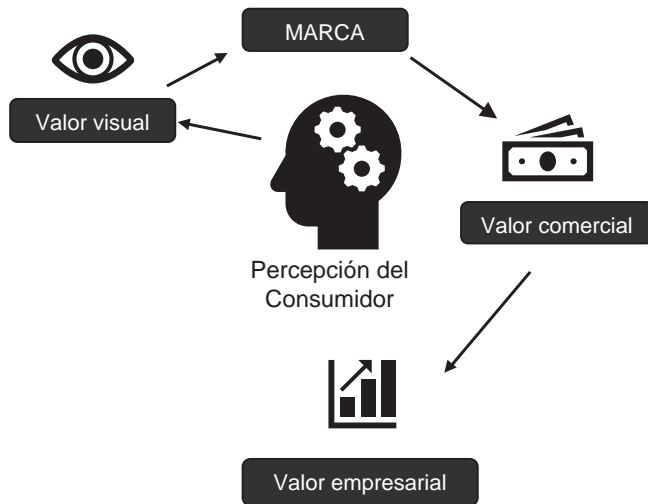 MARCA
Valor visual
Valor comercial
Percepción del
Consumidor
Valor empresarial